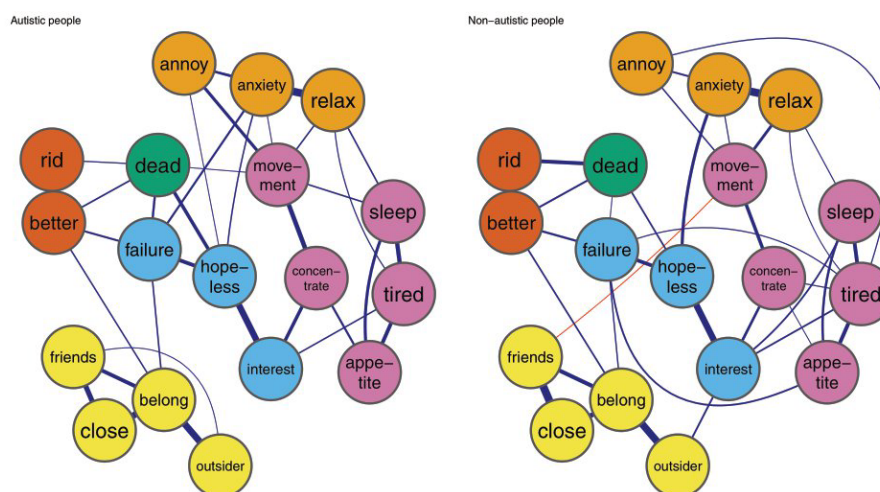 Autistic people
Non-autistic people
annoy
anxiety
relax
rid
dead
move-
ment
better
sleep
failure
hope-
less
concen-
trate
tired
friends
interest
appe-
tite
close
belong
outsider
annoy
anxiety
relax
rid
dead
move-
ment
better
sleep
failure
hope-
less
concen-
trate
tired
friends
interest
appe-
tite
close
belong
outsider